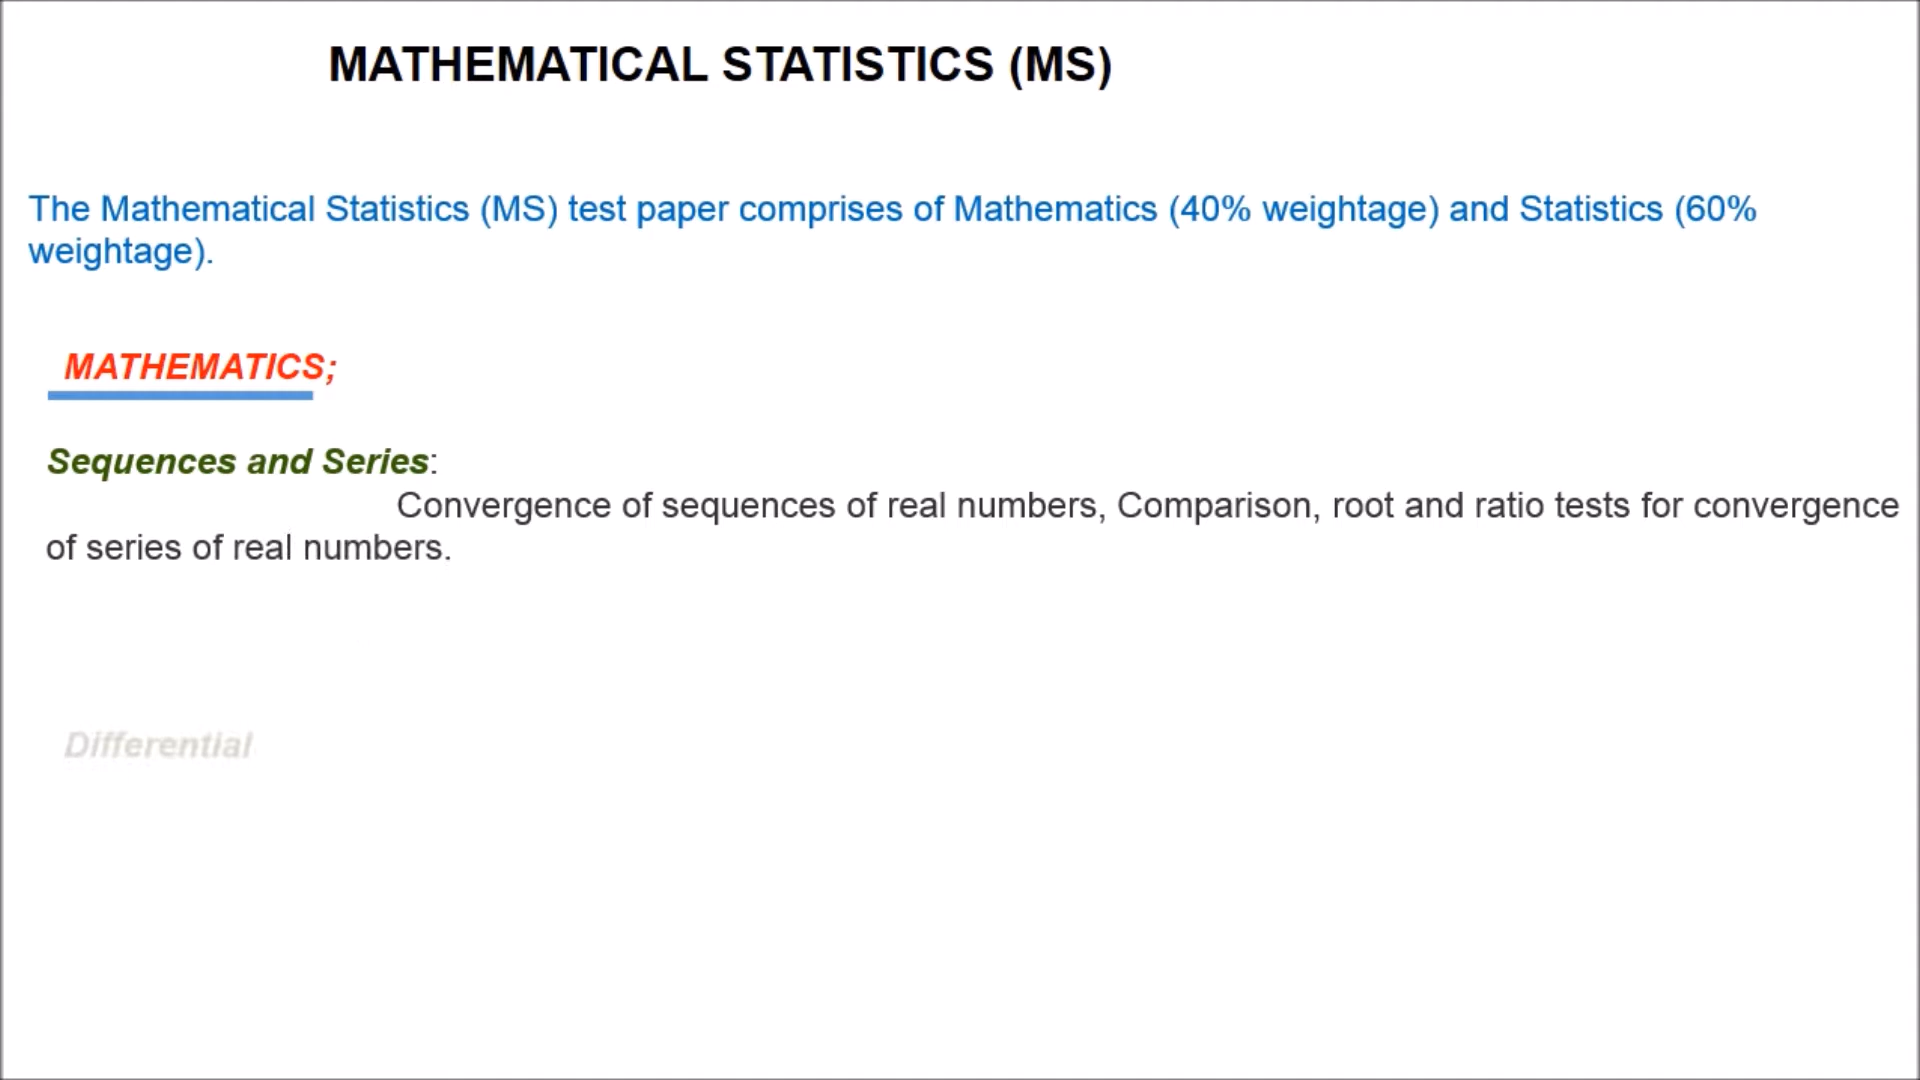 MATHEMATICAL STATISTICS (MS)
The Mathematical Statistics (MS) test paper comprises of Mathematics (40% weightage) and Statistics (60%
weightage).
MATHEMATICS;
Sequences and Series:
Convergence of sequences of real numbers, Comparison, root and ratio tests for convergence
of series of real numbers.
Differential